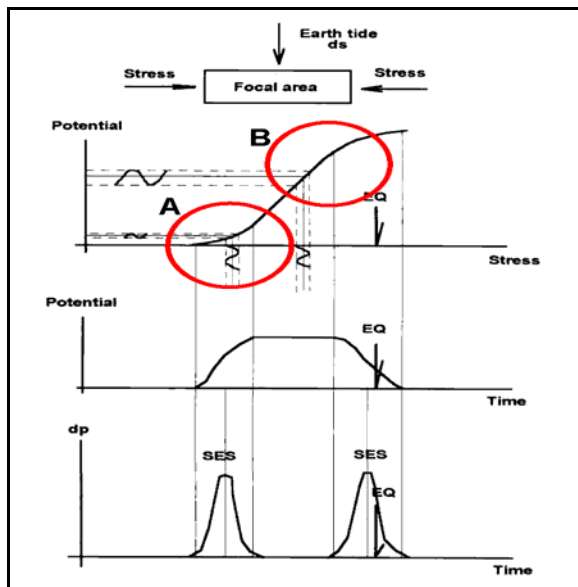 Earth tide
ds
Stress
Stress
Focal area
Potential
B
A
EQ
Stress
Potential
EQ
Time
dp
SES
SES
EQ
Time